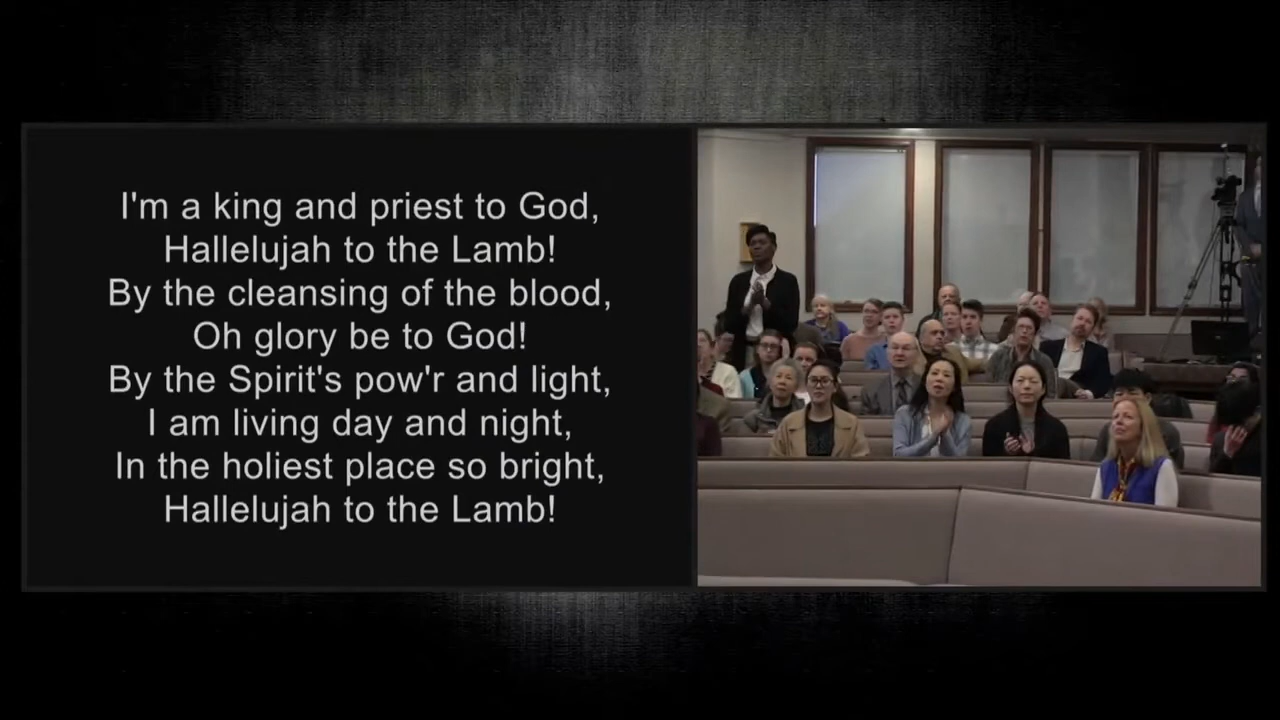 I'm a king and priest to God,
Hallelujah to the Lamb!
By the cleansing of the blood,
Oh glory be to God!
By the Spirit's pow'r and light,
I am living day and night,
In the holiest place so bright,
Hallelujah to the Lamb!